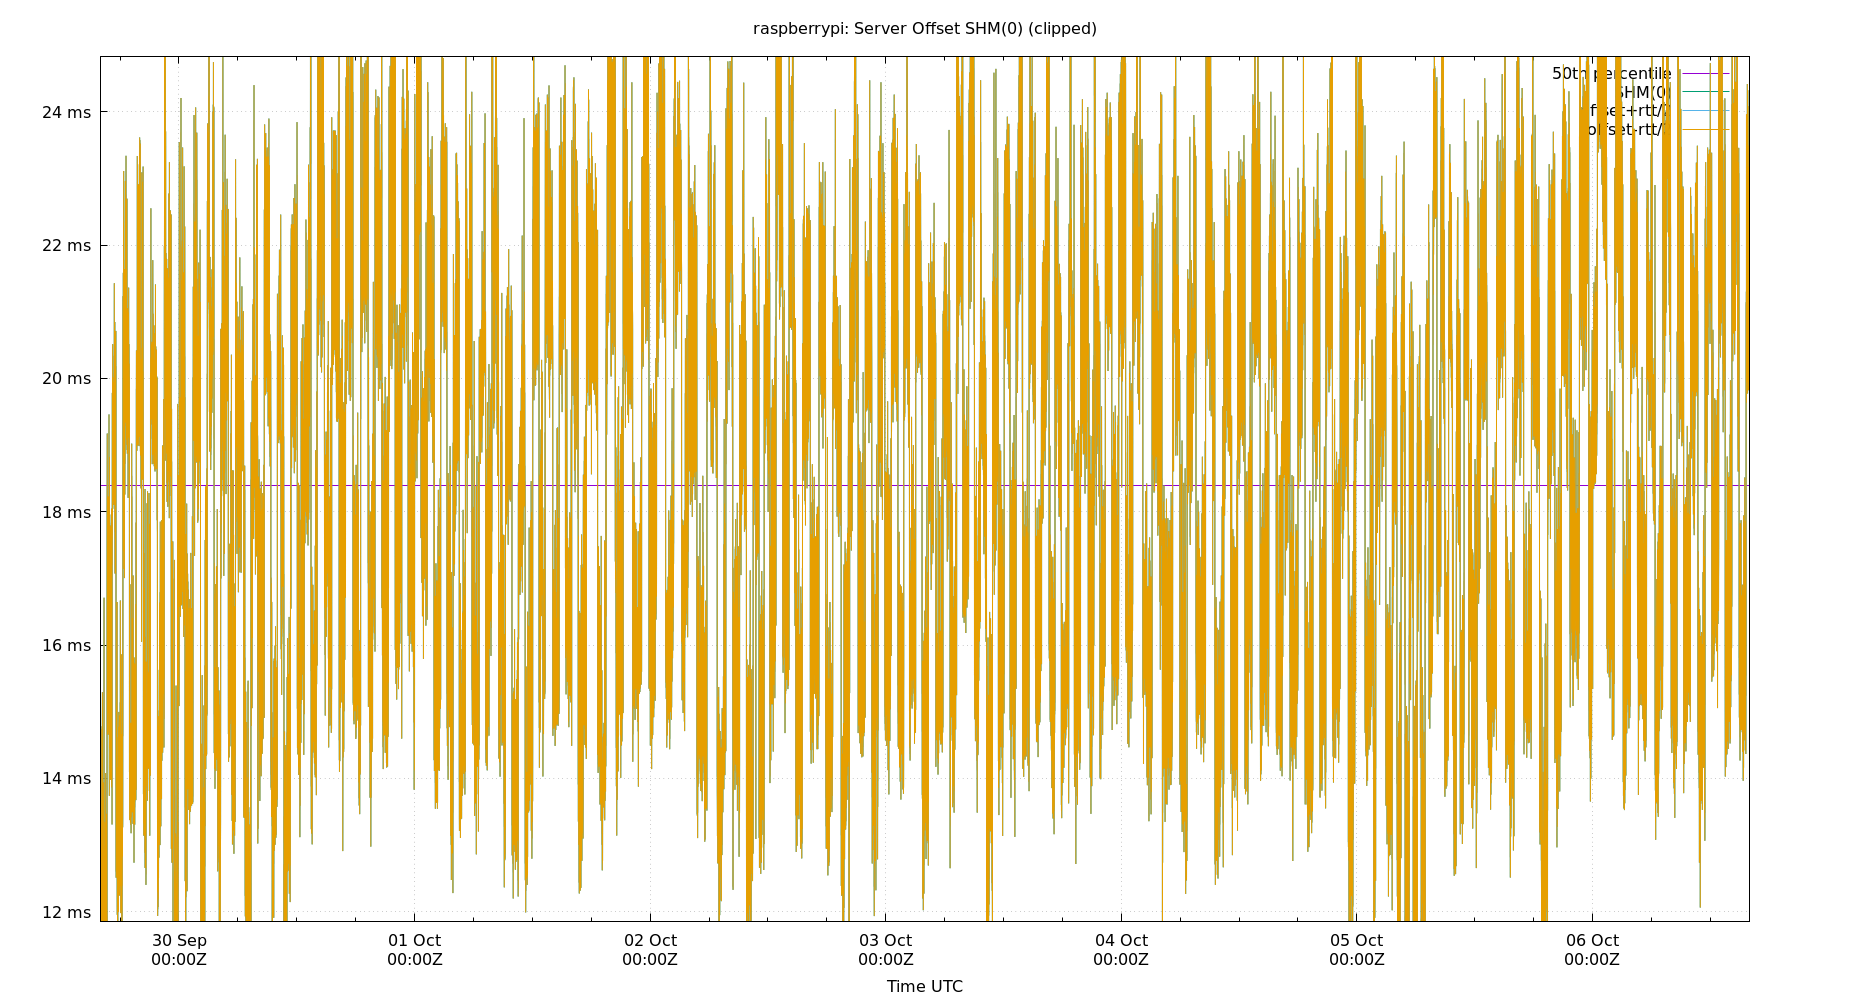 raspberrypi: Server Offset SHM(0) (clipped)
50th percentile
SHM(0)
offset+rtt/2
offset-rtt/2
24 ms
22 ms
20 ms
18 ms
16 ms
14 ms
12 ms
30 Sep
00:00Z
01 Oct
00:00Z
02 Oct
00:00Z
03 Oct
00:00Z
04 Oct
00:00Z
05 Oct
00:00Z
06 Oct
00:00Z
Time UTC